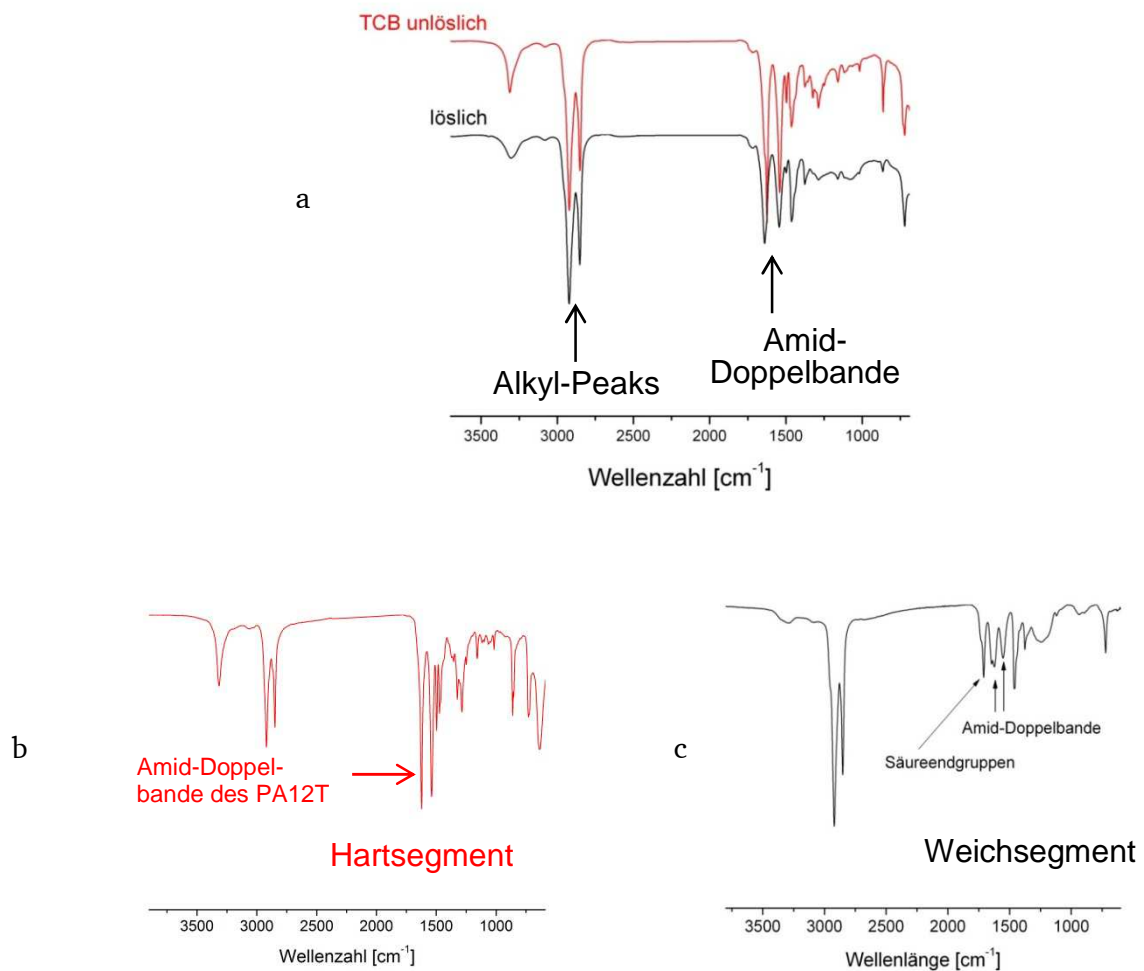 TCB unlöslich
löslich
a
Alkyl-Peaks
Amid-
Doppelbande
3500 3000 2500 2000 1500 1000
Wellenzahl [cm⁻¹]
b
Amid-Doppel-
bande des PA12T
Hartsegment
3500 3000 2500 2000 1500 1000
Wellenzahl [cm⁻¹]
c
Amid-Doppelbande
Säureendgruppen
Weichsegment
3500 3000 2500 2000 1500 1000
Wellenlänge [cm⁻¹]